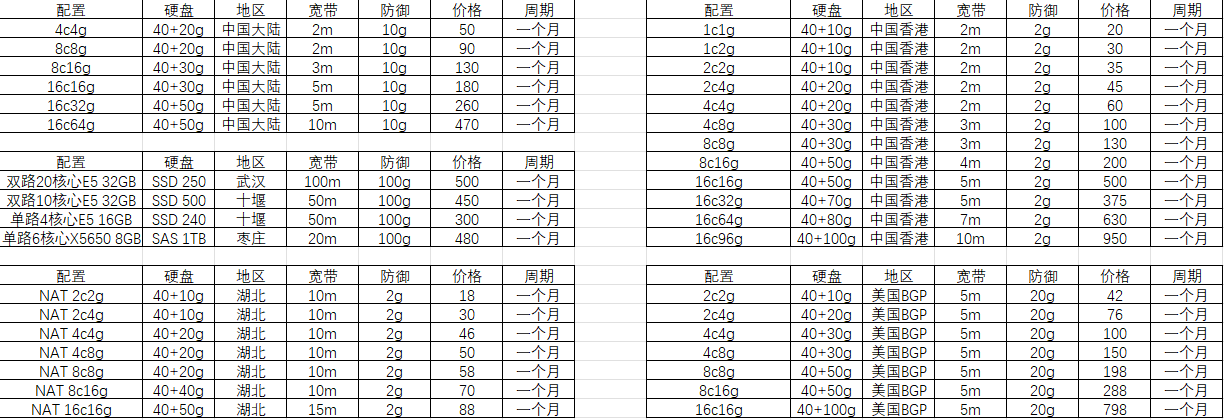 配置 硬盘 地区 宽带 防御 价格 周期
4c4g 40+20g 中国大陆 2m 10g 50 一个月
8c8g 40+20g 中国大陆 2m 10g 90 一个月
8c16g 40+30g 中国大陆 3m 10g 130 一个月
16c16g 40+30g 中国大陆 5m 10g 180 一个月
16c32g 40+50g 中国大陆 5m 10g 260 一个月
16c64g 40+50g 中国大陆 10m 10g 470 一个月
配置 硬盘 地区 宽带 防御 价格 周期
双路20核心E5 32GB SSD 250 武汉 100m 100g 500 一个月
双路10核心E5 32GB SSD 500 十堰 50m 100g 450 一个月
单路4核心E5 16GB SSD 240 十堰 50m 100g 300 一个月
单路6核心X5650 8GB SAS 1TB 枣庄 20m 100g 480 一个月
配置 硬盘 地区 宽带 防御 价格 周期
NAT 2c2g 40+10g 湖北 10m 2g 18 一个月
NAT 2c4g 40+10g 湖北 10m 2g 30 一个月
NAT 4c4g 40+20g 湖北 10m 2g 46 一个月
NAT 4c8g 40+20g 湖北 10m 2g 50 一个月
NAT 8c8g 40+20g 湖北 10m 2g 58 一个月
NAT 8c16g 40+40g 湖北 10m 2g 70 一个月
NAT 16c16g 40+50g 湖北 15m 2g 88 一个月
配置 硬盘 地区 宽带 防御 价格 周期
1c1g 40+10g 中国香港 2m 2g 20 一个月
1c2g 40+10g 中国香港 2m 2g 30 一个月
2c2g 40+10g 中国香港 2m 2g 35 一个月
2c4g 40+20g 中国香港 2m 2g 45 一个月
4c4g 40+20g 中国香港 2m 2g 60 一个月
4c8g 40+30g 中国香港 3m 2g 100 一个月
8c8g 40+30g 中国香港 3m 2g 130 一个月
8c16g 40+50g 中国香港 4m 2g 200 一个月
16c16g 40+50g 中国香港 5m 2g 500 一个月
16c32g 40+70g 中国香港 5m 2g 375 一个月
16c64g 40+80g 中国香港 7m 2g 630 一个月
16c96g 40+100g 中国香港 10m 2g 950 一个月
配置 硬盘 地区 宽带 防御 价格 周期
2c2g 40+10g 美国BGP 5m 20g 42 一个月
2c4g 40+20g 美国BGP 5m 20g 76 一个月
4c4g 40+30g 美国BGP 5m 20g 100 一个月
4c8g 40+30g 美国BGP 5m 20g 150 一个月
8c8g 40+50g 美国BGP 5m 20g 198 一个月
8c16g 40+50g 美国BGP 5m 20g 288 一个月
16c16g 40+100g 美国BGP 5m 20g 798 一个月